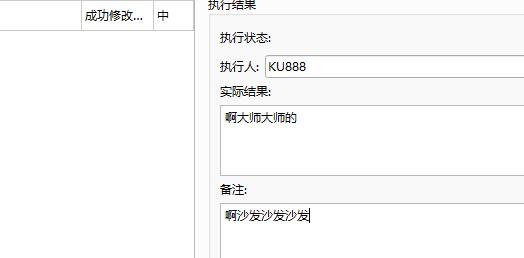 成功修改... 中
执行结果
执行状态:
执行人: KU888
实际结果:
啊大师大师的
备注:
啊沙发沙发沙发